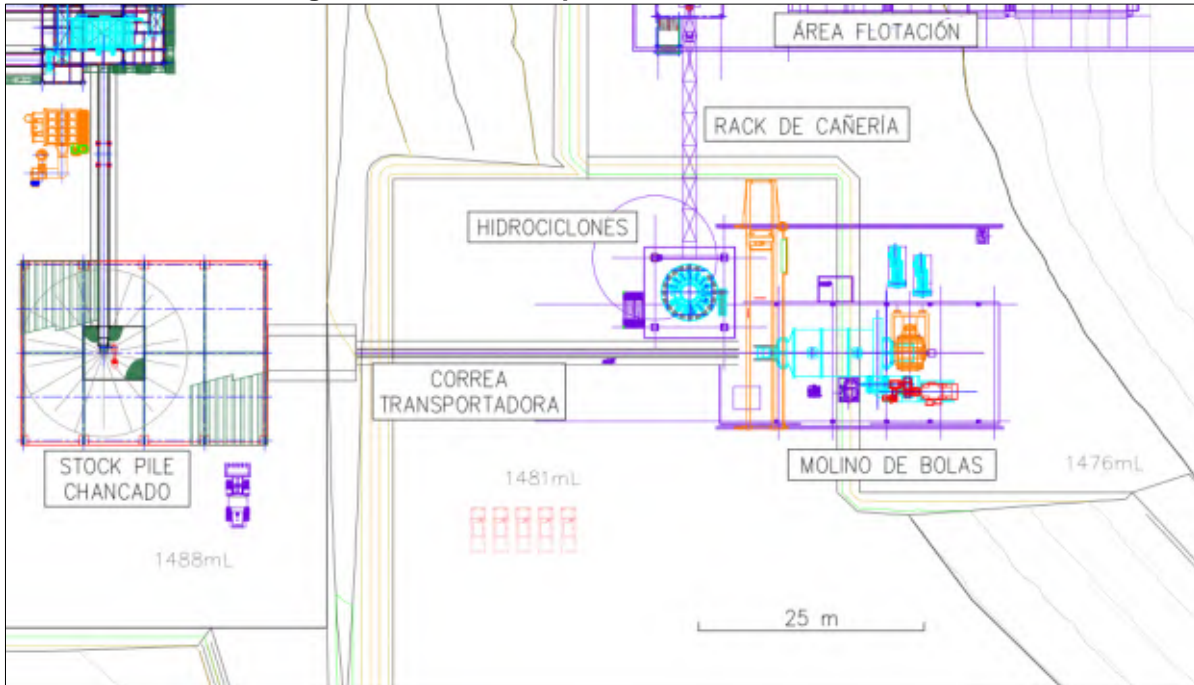 ÁREA FLOTACIÓN
RACK DE CAÑERÍA
HIDROCICLONES
CORREA
TRANSPORTADORA
STOCK PILE
CHANCADO
MOLINO DE BOLAS
1476mL
1481mL
1488mL
25 m